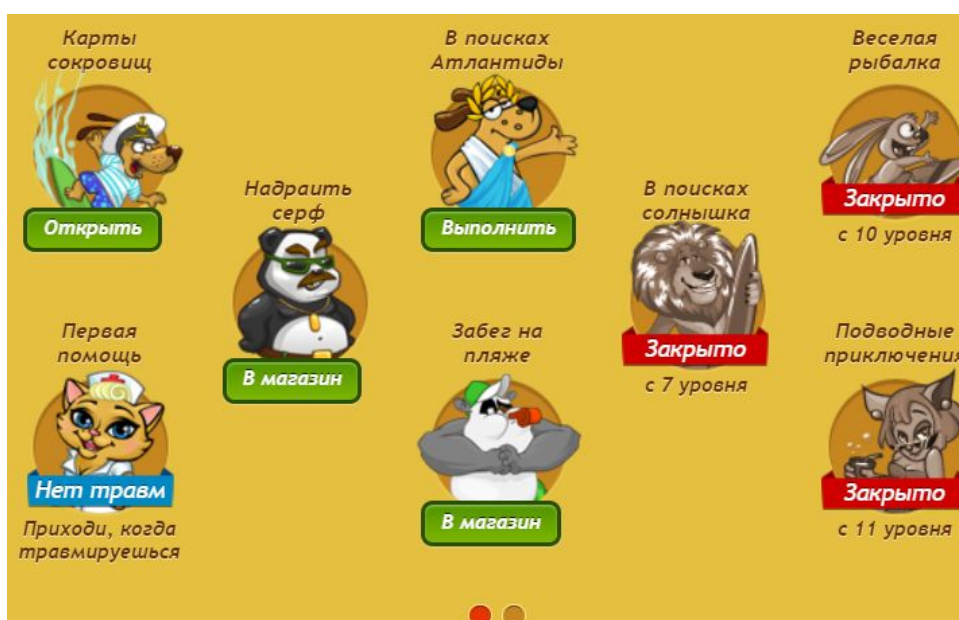 Карты
сокровищ
Открыть
Первая
помощь
Нет травм
Приходи, когда
травмируешься
Надраить
серф
В магазин
В поисках
Атлантиды
Выполнить
Забег на
пляже
В магазин
В поисках
солнышка
Закрыто
с 7 уровня
Веселая
рыбалка
Закрыто
с 10 уровня
Подводные
приключения
Закрыто
с 11 уровня